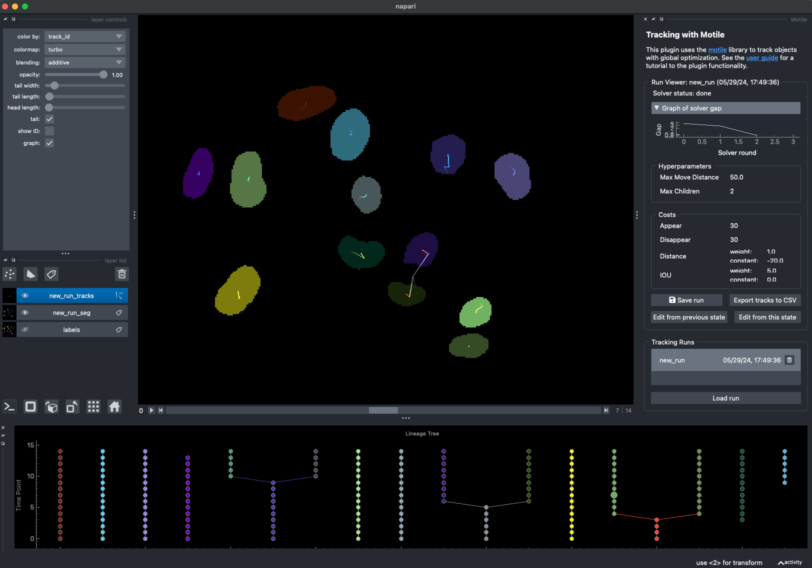 napari
layer controls
color by: track_id
colormap: turbo
blending: additive
opacity: 1.00
tail width:
tail length:
head length:
tail:
show ID:
graph:
layer list
new_run_tracks
new_run_seg
labels
0 7 14
Motile
Tracking with Motile
This plugin uses the motile library to track objects
with global optimization. See the user guide for a
tutorial to the plugin functionality.
Run Viewer: new_run (05/29/24, 17:49:36)
Solver status: done
▼ Graph of solver gap
Gap
0 0.5 1 1.5 2 2.5 3
Solver round
Hyperparameters
Max Move Distance 50.0
Max Children 2
Costs
Appear 30
Disappear 30
Distance weight: 1.0
constant: -20.0
IOU weight: 5.0
constant: 0.0
Save run Export tracks to CSV
Edit from previous state Edit from this state
Tracking Runs
new_run 05/29/24, 17:49:36
Load run
Lineage Tree
Time Point
15
10
5
0
use <2> for transform activity